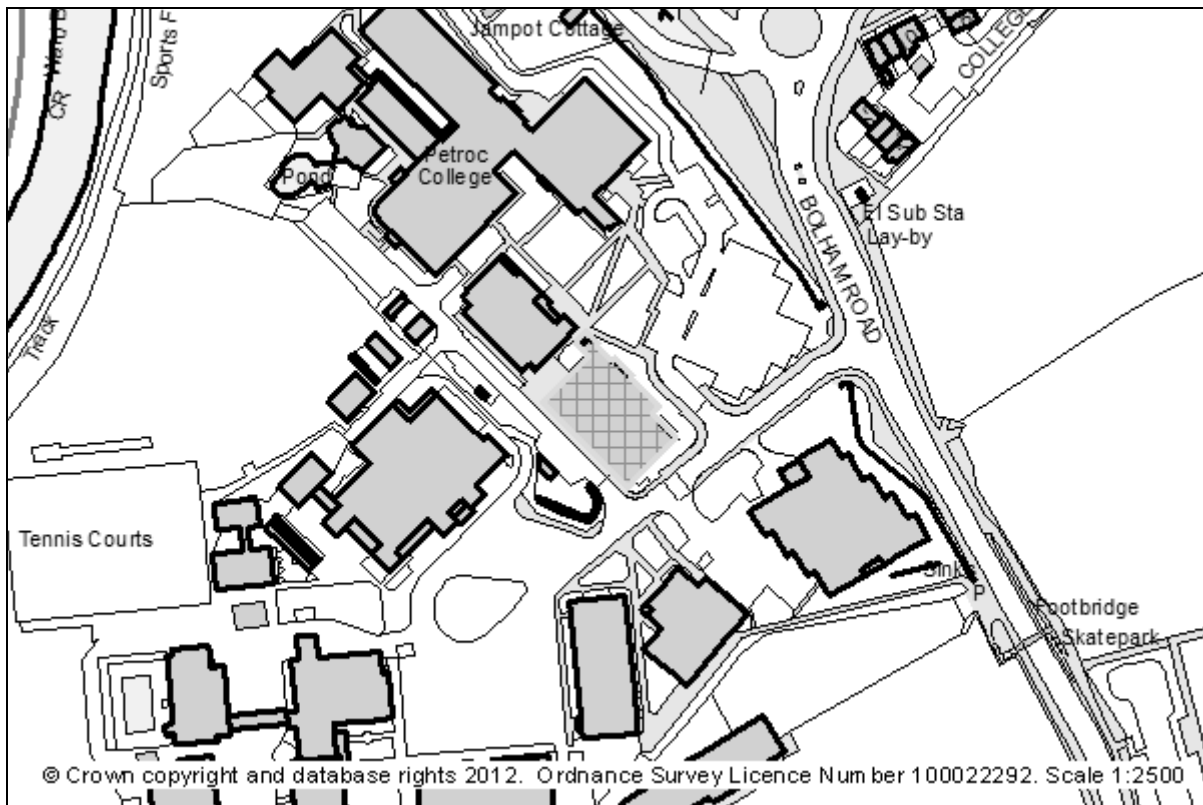 Jampot Cottage
COLLEGE
Sports F
CR
Petroc
College
Pond
El Sub Sta
Lay-by
BOLHAM ROAD
Track
Tennis Courts
Footbridge
Skatepark
© Crown copyright and database rights 2012. Ordnance Survey Licence Number 100022292. Scale 1:2500